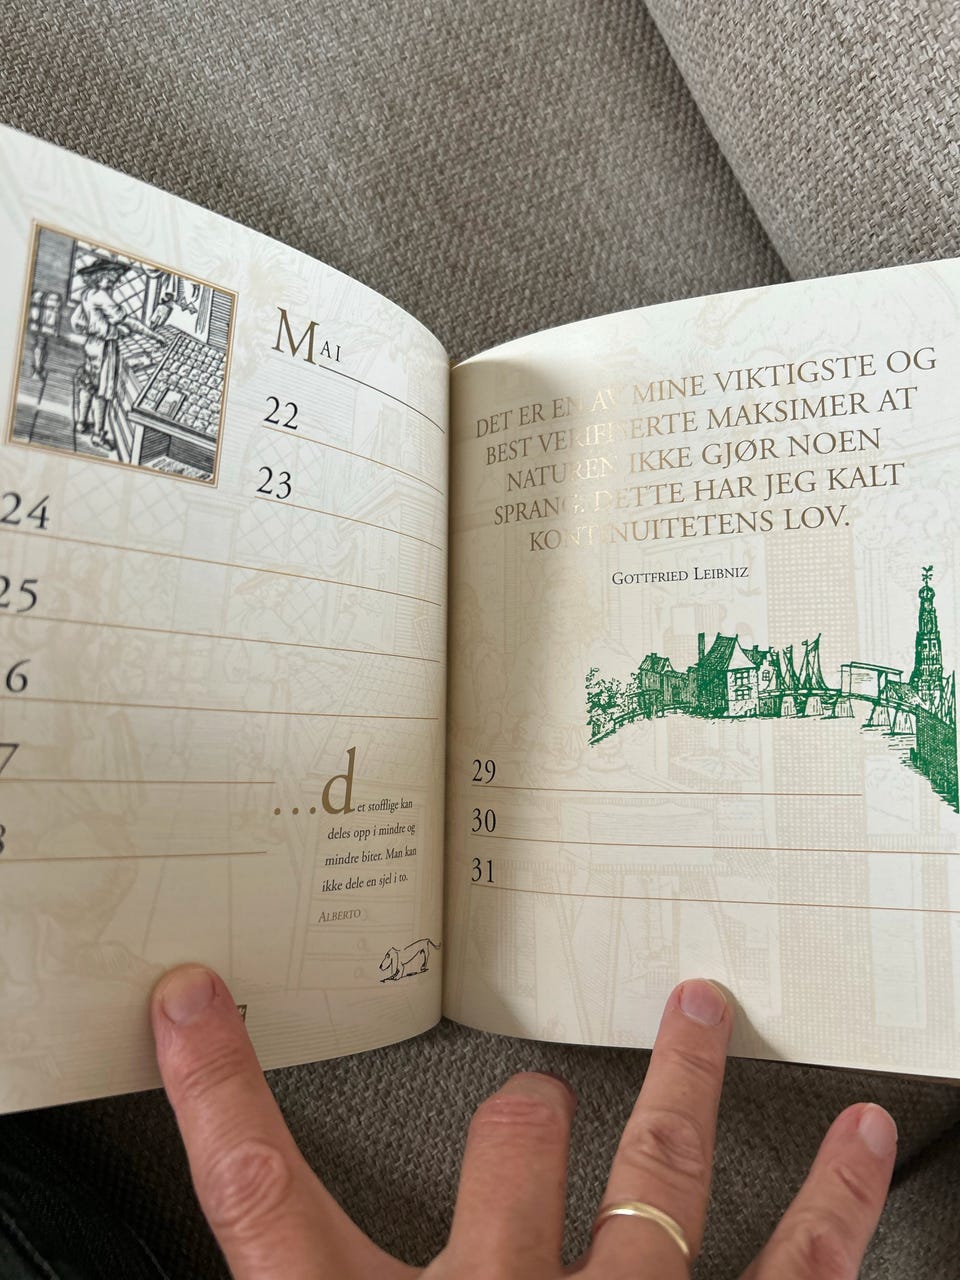 MAI
22
23
24
25
6
7
...det stofflige kan
deles opp i mindre og
mindre biter. Man kan
ikke dele en sjel i to.
ALBERTO
DET ER EN AV MINE VIKTIGSTE OG
BEST VERIFISERTE MAKSIMER AT
NATUREN IKKE GJØR NOEN
SPRANG. DETTE HAR JEG KALT
KONTINUITETENS LOV.
GOTTFRIED LEIBNIZ
29
30
31